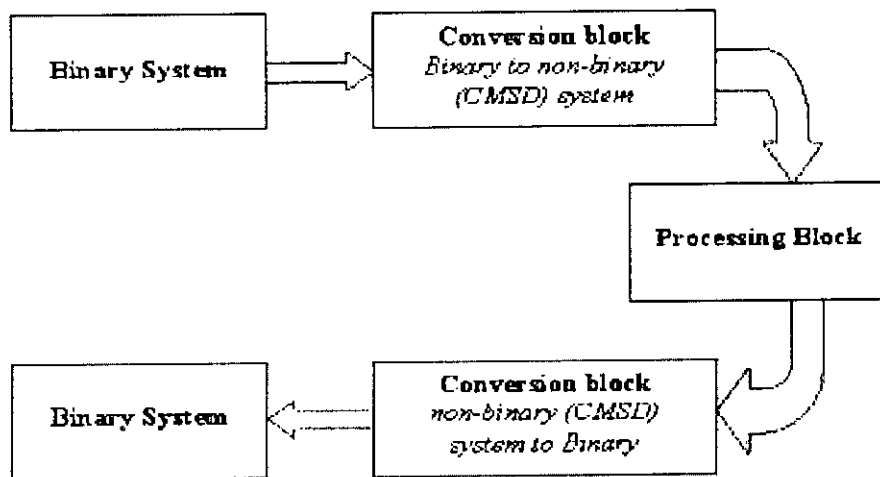 Binary System
Conversion block
Binary to non-binary
(CMSD) system
Processing Block
Conversion block
non-binary (CMSD)
system to Binary
Binary System